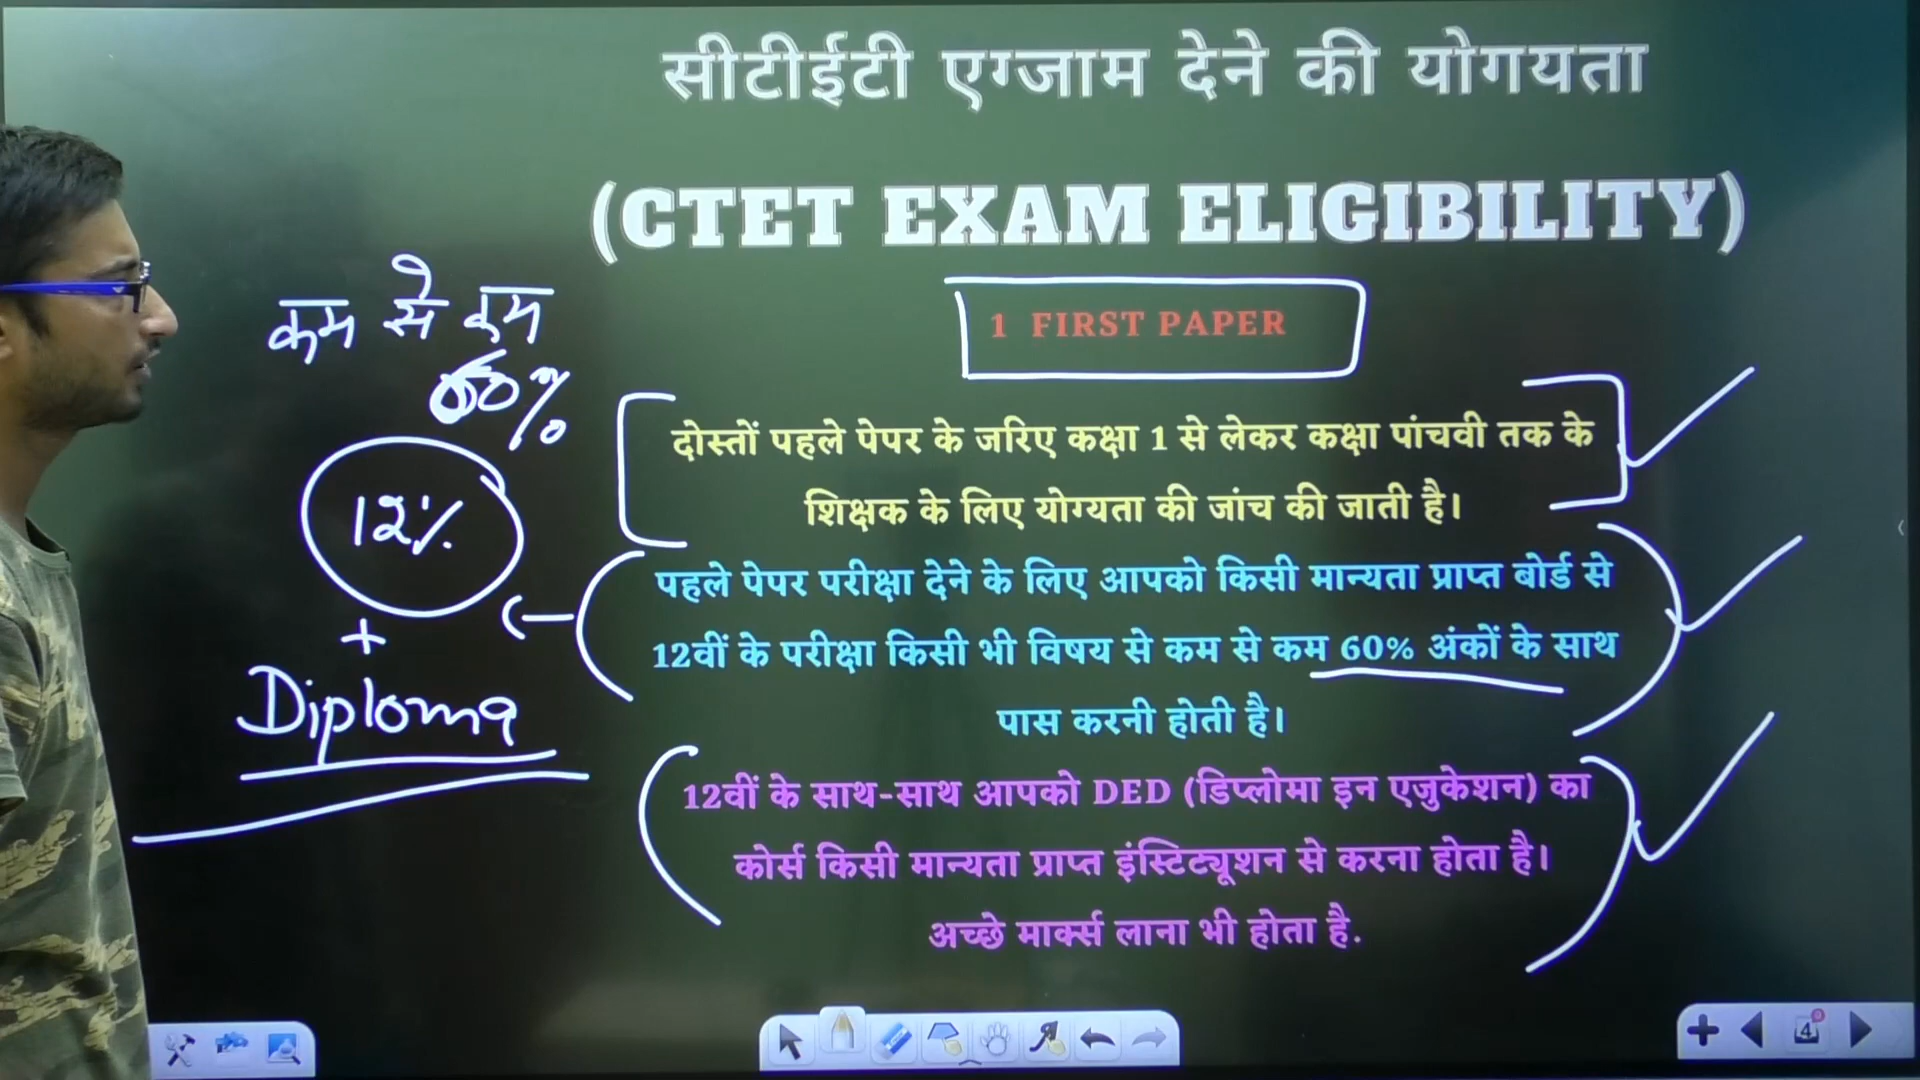 सीटीईटी एग्जाम देने की योगयता
(CTET EXAM ELIGIBILITY)
1 FIRST PAPER
दोस्तों पहले पेपर के जरिए कक्षा 1 से लेकर कक्षा पांचवी तक के
शिक्षक के लिए योग्यता की जांच की जाती है।
पहले पेपर परीक्षा देने के लिए आपको किसी मान्यता प्राप्त बोर्ड से
12वीं के परीक्षा किसी भी विषय से कम से कम 60% अंकों के साथ
पास करनी होती है।
12वीं के साथ-साथ आपको DED (डिप्लोमा इन एजुकेशन) का
कोर्स किसी मान्यता प्राप्त इंस्टिट्यूशन से करना होता है।
अच्छे मार्क्स लाना भी होता है.
कम से कम
60%
12%
+
Diploma
4